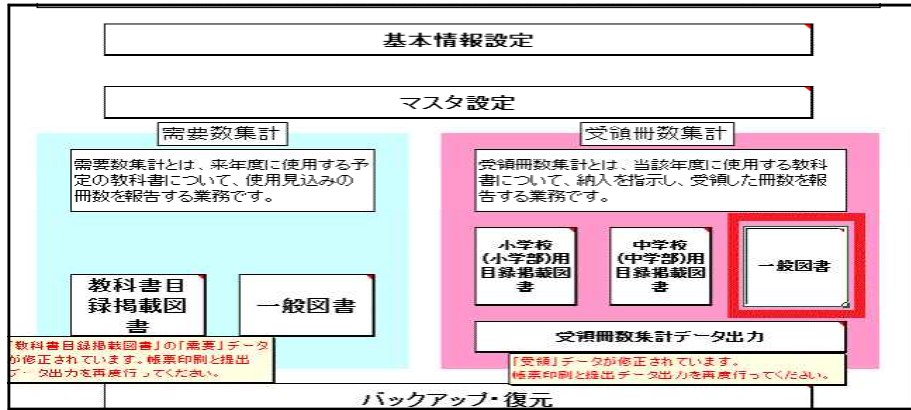 基本情報設定
マスタ設定
需要数集計
需要数集計とは、来年度に使用する予
定の教科書について、使用見込みの
冊数を報告する業務です。
教科書目
録掲載図
書
一般図書
「教科書目録掲載図書」の「需要」データ
が修正されています。帳票印刷と提出
データ出力を再度行ってください。
受領冊数集計
受領冊数集計とは、当該年度に使用する教科
書について、納入を指示し、受領した冊数を報
告する業務です。
小学校
(小学部)用
目録掲載図
書
中学校
(中学部)用
目録掲載図
書
一般図書
受領冊数集計データ出力
「受領」データが修正されています。
帳票印刷と提出データ出力を再度行ってください。
バックアップ・復元